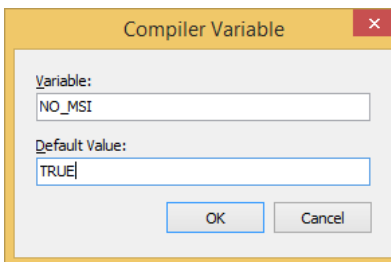 Compiler Variable
Variable:
NO_MSI
Default Value:
TRUE
OK
Cancel